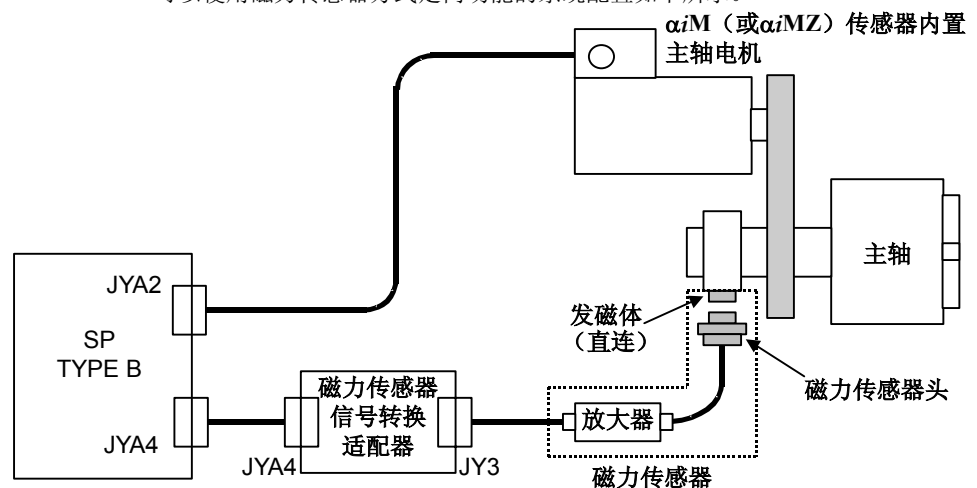 αiM（或αiMZ）传感器内置
主轴电机
主轴
JYA2
SP
TYPE B
JYA4
磁力传感器
信号转换
适配器
JYA4
JY3
放大器
发磁体
（直连）
磁力传感器头
磁力传感器